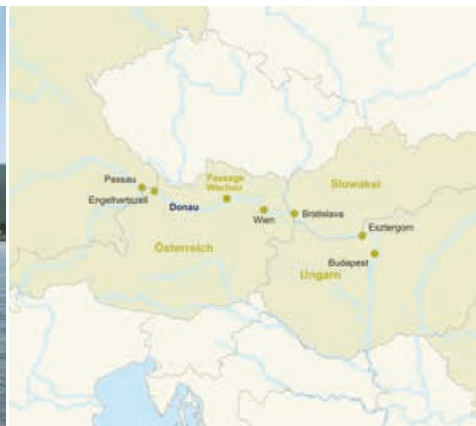 Passau
Engelhartszell
Donau
Passage
Wachau
Wien
Bratislava
Slowakei
Esztergom
Budapest
Österreich
Ungarn